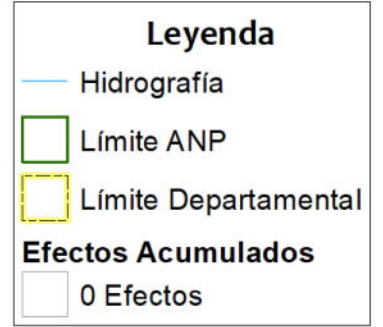 Leyenda
Hidrografía
Límite ANP
Límite Departamental
Efectos Acumulados
0 Efectos